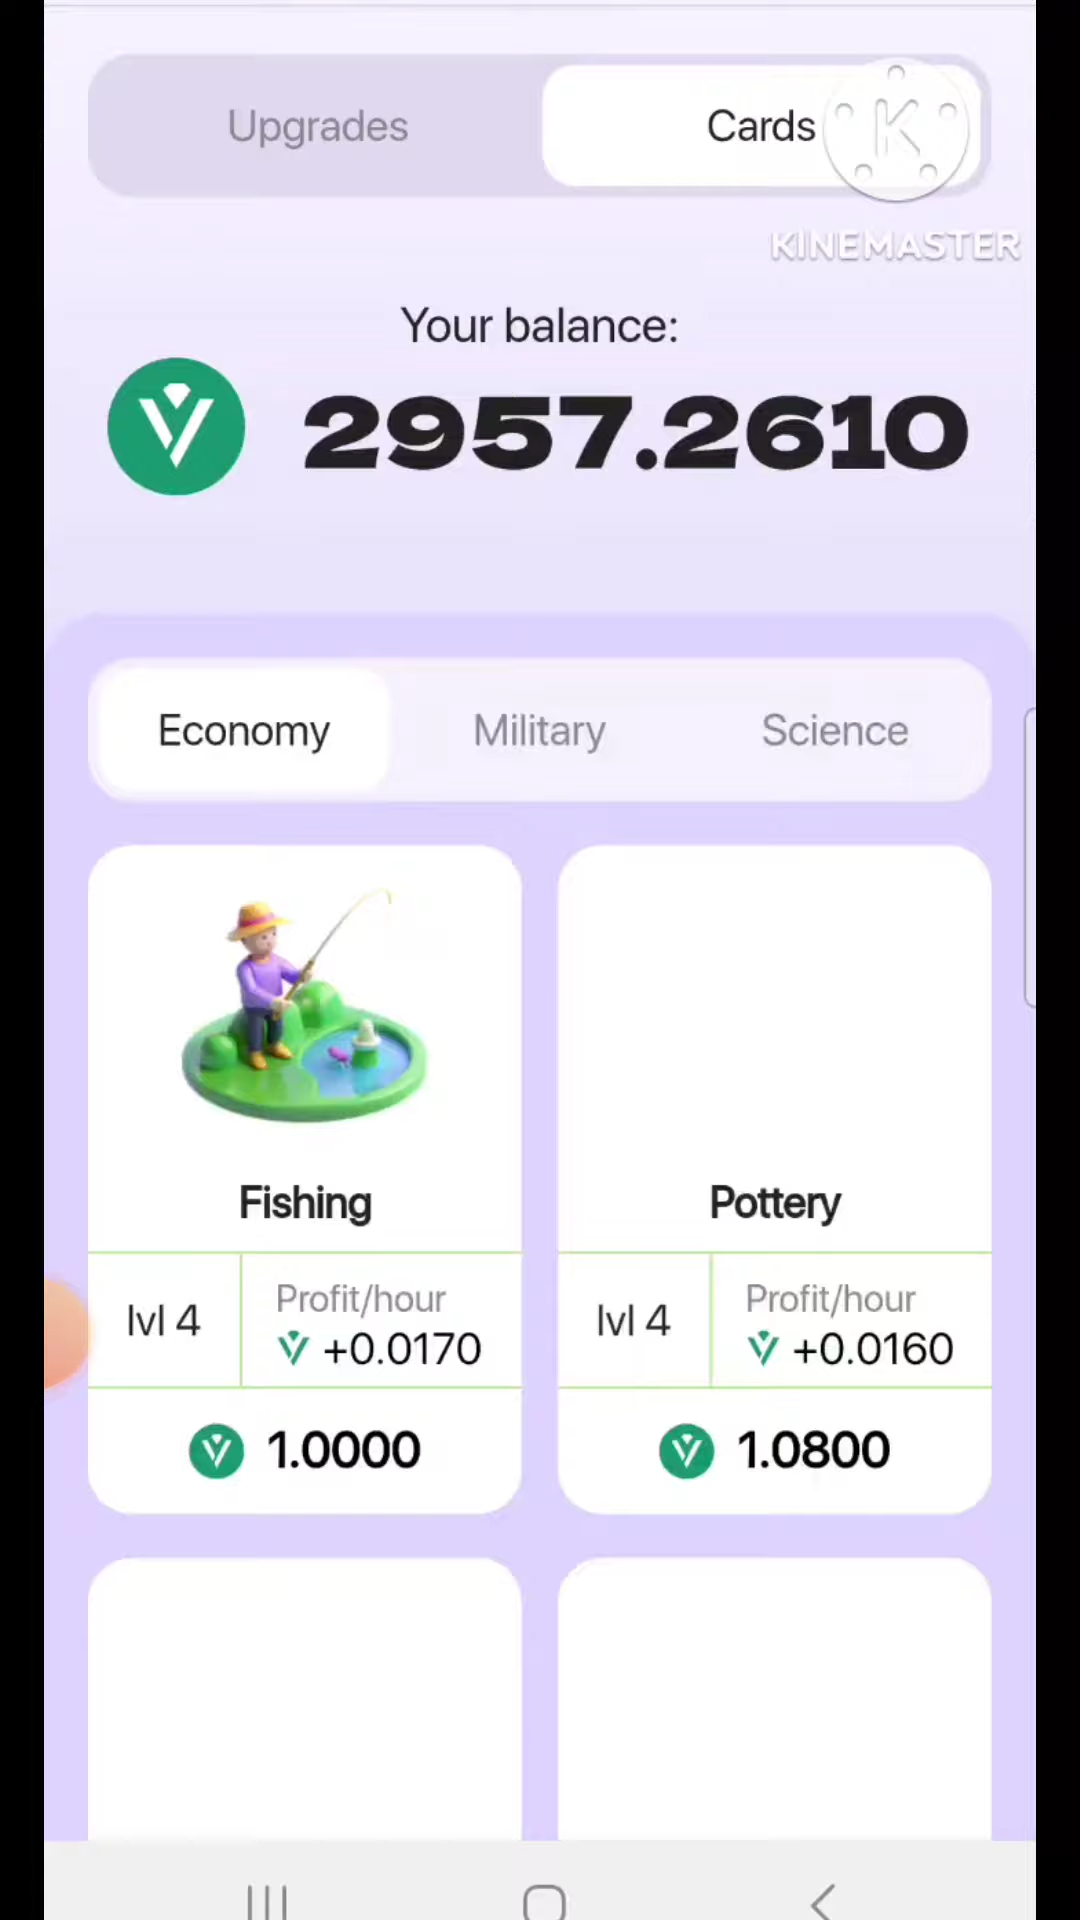 Upgrades
Cards
KINEMASTER
Your balance:
2957.2610
Economy
Military
Science
Fishing
Pottery
lvl 4
Profit/hour
+0.0170
lvl 4
Profit/hour
+0.0160
1.0000
1.0800